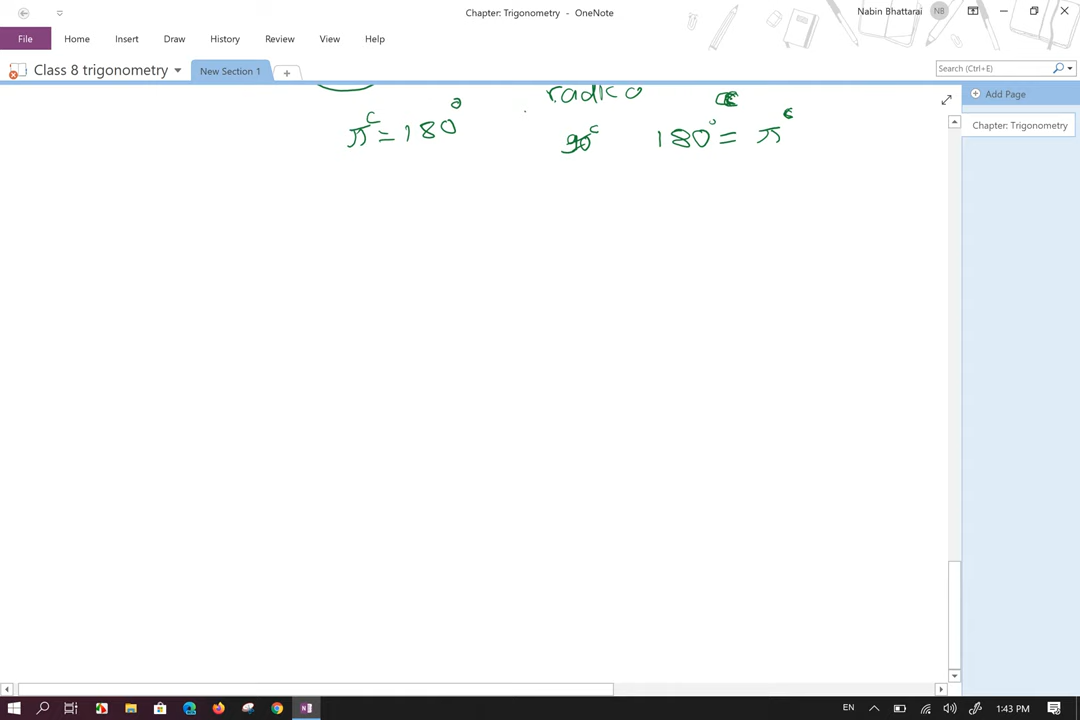 Chapter: Trigonometry - OneNote
Nabin Bhattarai NB
File Home Insert Draw History Review View Help
Class 8 trigonometry New Section 1 +
Search (Ctrl+E)
Add Page
Chapter: Trigonometry
π^c = 180°
180° = π^c
EN 1:43 PM